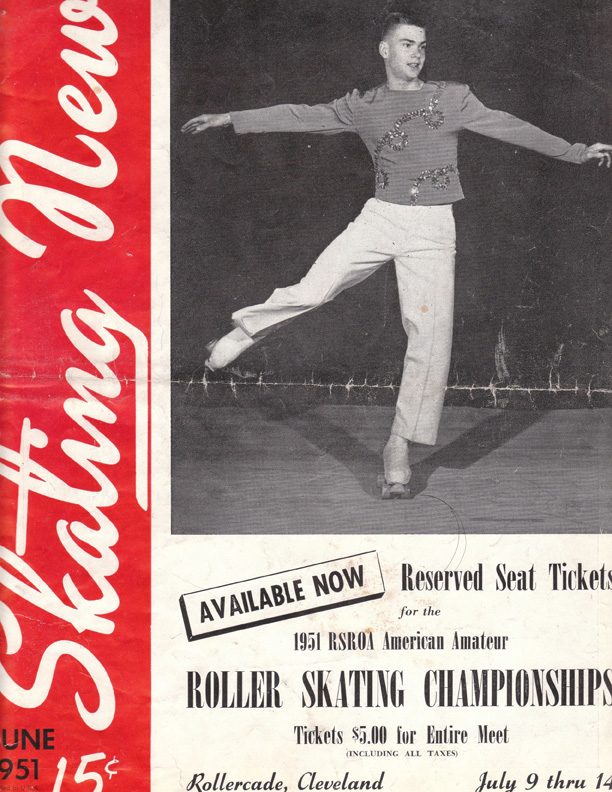 Skating New
UNE
951
15¢
AVAILABLE NOW
Reserved Seat Tickets
for the
1951 RSROA American Amateur
ROLLER SKATING CHAMPIONSHIPS
Tickets $5.00 for Entire Meet
(INCLUDING ALL TAXES)
Rollercade, Cleveland July 9 thru 14